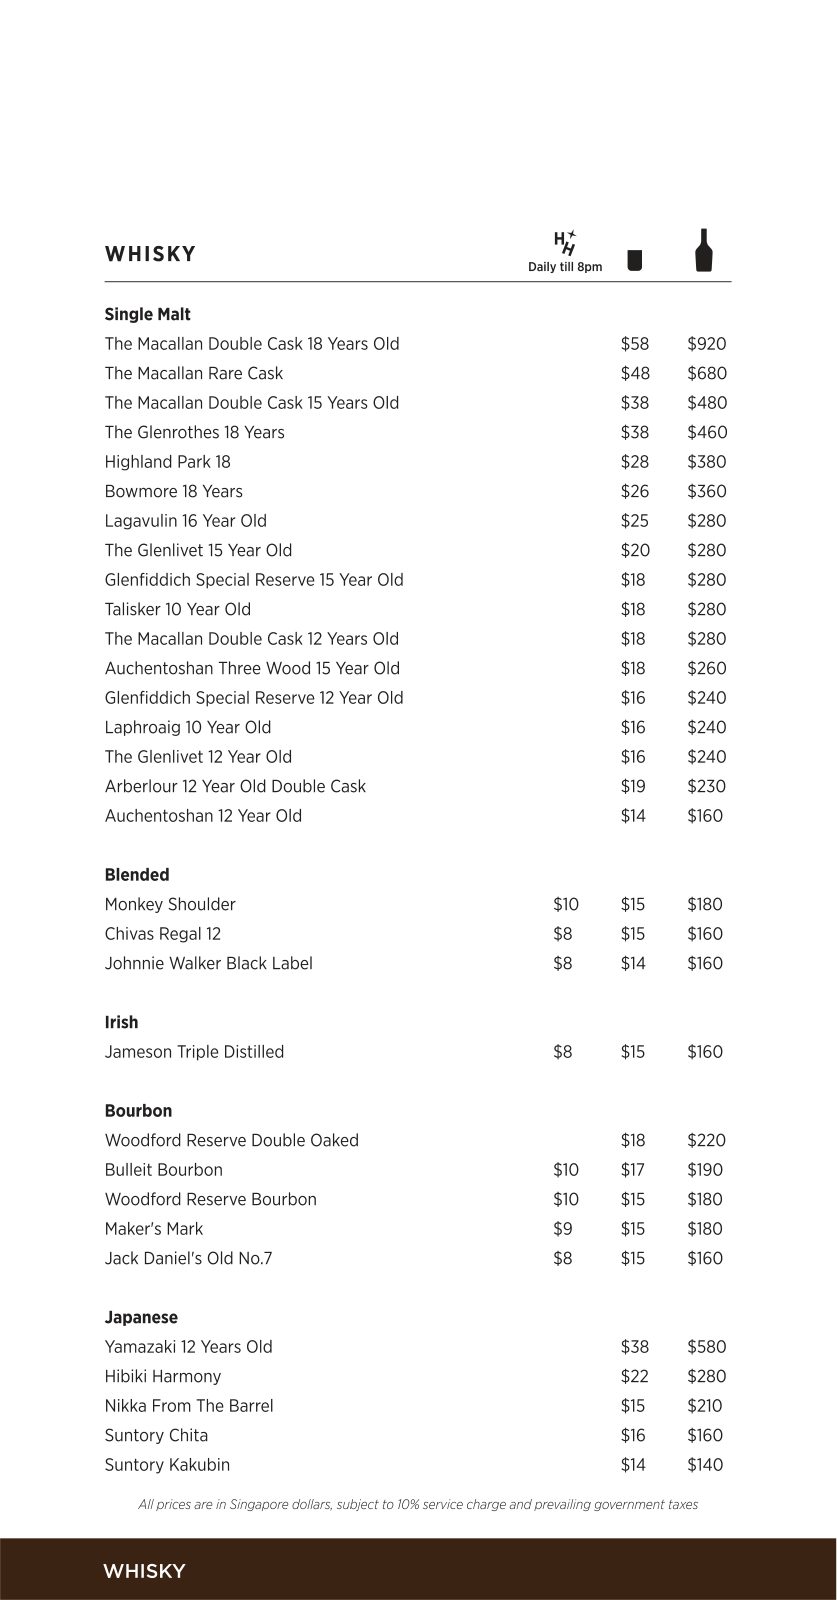 WHISKY
HH
Daily till 8pm
Single Malt
The Macallan Double Cask 18 Years Old $58 $920
The Macallan Rare Cask $48 $680
The Macallan Double Cask 15 Years Old $38 $480
The Glenrothes 18 Years $38 $460
Highland Park 18 $28 $380
Bowmore 18 Years $26 $360
Lagavulin 16 Year Old $25 $280
The Glenlivet 15 Year Old $20 $280
Glenfiddich Special Reserve 15 Year Old $18 $280
Talisker 10 Year Old $18 $280
The Macallan Double Cask 12 Years Old $18 $280
Auchentoshan Three Wood 15 Year Old $18 $260
Glenfiddich Special Reserve 12 Year Old $16 $240
Laphroaig 10 Year Old $16 $240
The Glenlivet 12 Year Old $16 $240
Arberlour 12 Year Old Double Cask $19 $230
Auchentoshan 12 Year Old $14 $160
Blended
Monkey Shoulder $10 $15 $180
Chivas Regal 12 $8 $15 $160
Johnnie Walker Black Label $8 $14 $160
Irish
Jameson Triple Distilled $8 $15 $160
Bourbon
Woodford Reserve Double Oaked $18 $220
Bulleit Bourbon $10 $17 $190
Woodford Reserve Bourbon $10 $15 $180
Maker's Mark $9 $15 $180
Jack Daniel's Old No.7 $8 $15 $160
Japanese
Yamazaki 12 Years Old $38 $580
Hibiki Harmony $22 $280
Nikka From The Barrel $15 $210
Suntory Chita $16 $160
Suntory Kakubin $14 $140
All prices are in Singapore dollars, subject to 10% service charge and prevailing government taxes
WHISKY